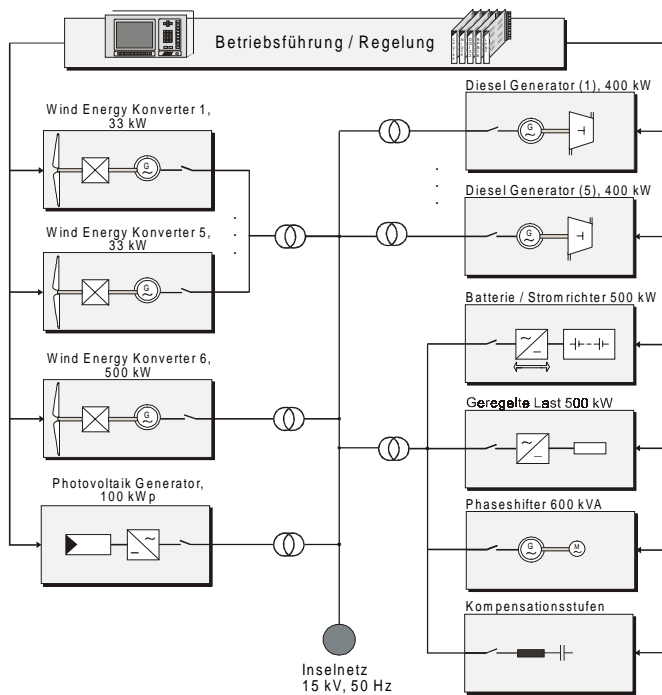 Betriebsführung / Regelung
Wind Energy Konverter 1,
33 kW
G
Wind Energy Konverter 5,
33 kW
G
Wind Energy Konverter 6,
500 kW
G
Photovoltaik Generator,
100 kWp
Diesel Generator (1), 400 kW
G
Diesel Generator (5), 400 kW
G
Batterie / Stromrichter 500 kW
Geregelte Last 500 kW
Phaseshifter 600 kVA
G
M
Kompensationsstufen
Inselnetz
15 kV, 50 Hz